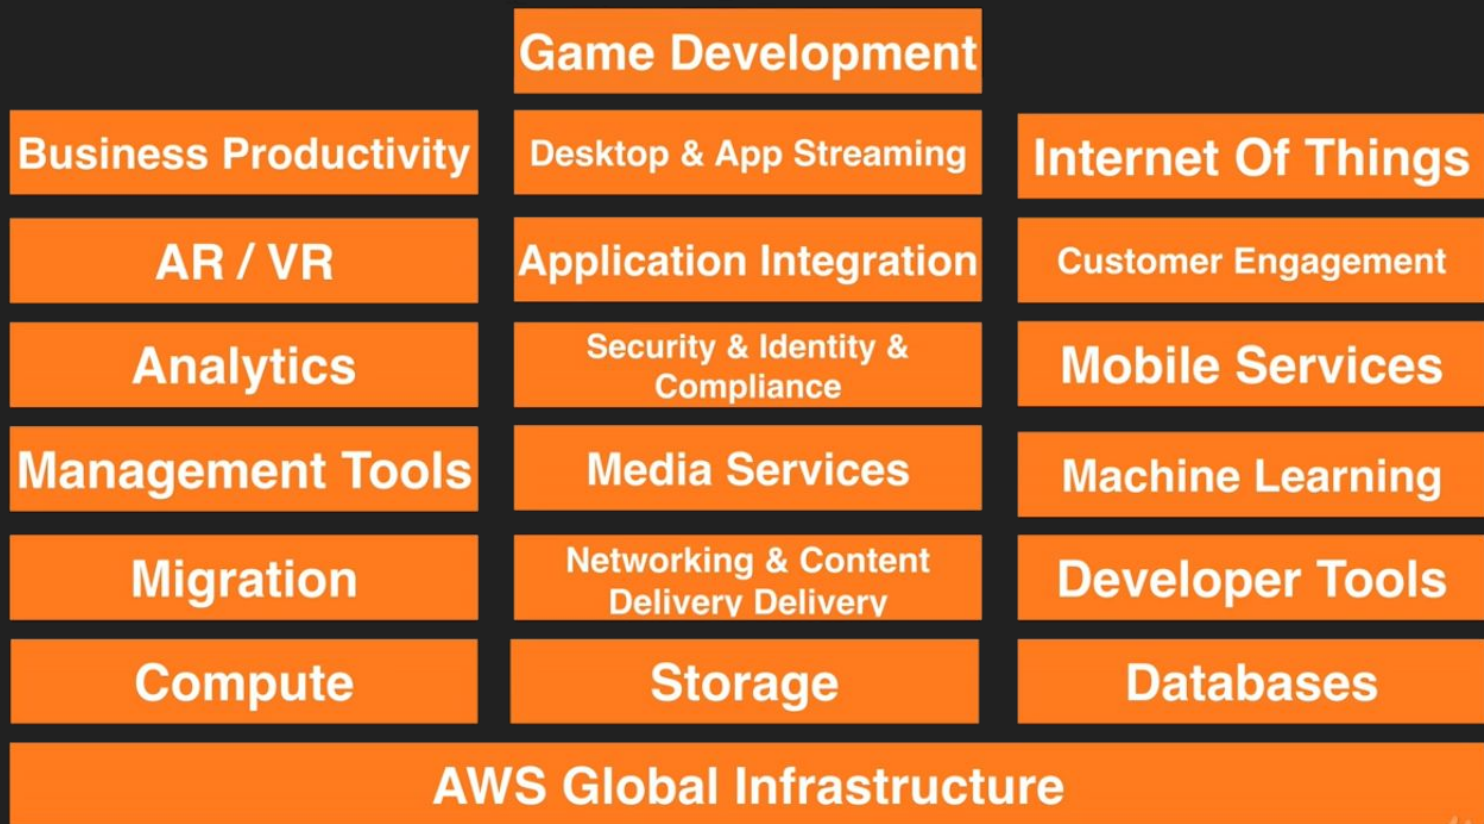 Game Development
Business Productivity
Desktop & App Streaming
Internet Of Things
AR / VR
Application Integration
Customer Engagement
Analytics
Security & Identity &
Compliance
Mobile Services
Management Tools
Media Services
Machine Learning
Migration
Networking & Content
Delivery Delivery
Developer Tools
Compute
Storage
Databases
AWS Global Infrastructure